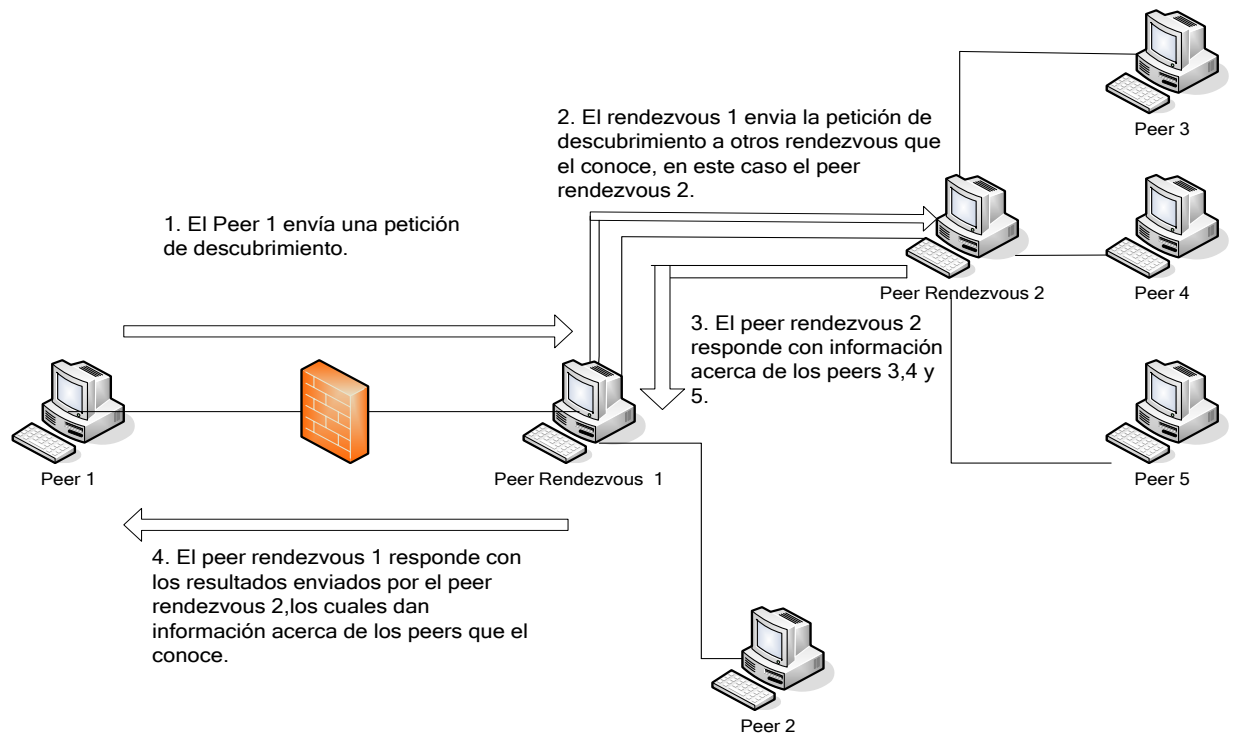 Peer 3
2. El rendezvous 1 envia la petición de
descubrimiento a otros rendezvous que
el conoce, en este caso el peer
rendezvous 2.
1. El Peer 1 envía una petición
de descubrimiento.
Peer Rendezvous 2
Peer 4
3. El peer rendezvous 2
responde con información
acerca de los peers 3,4 y
5.
Peer 1
Peer Rendezvous 1
Peer 5
4. El peer rendezvous 1 responde con
los resultados enviados por el peer
rendezvous 2,los cuales dan
información acerca de los peers que el
conoce.
Peer 2